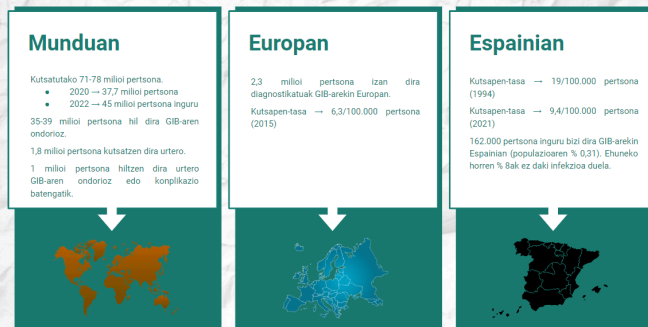 Munduan
Kutsatutako 71-78 milioi pertsona.
● 2020 → 37,7 milioi pertsona
● 2022 → 45 milioi pertsona inguru
35-39 milioi pertsona hil dira GIB-aren
ondorioz.
1,8 milioi pertsona kutsatzen dira urtero.
1 milioi pertsona hiltzen dira urtero
GIB-aren ondorioz edo konplikazio
batengatik.
Europan
2,3 milioi pertsona izan dira
diagnostikatuak GIB-arekin Europan.
Kutsapen-tasa → 6,3/100.000 pertsona
(2015)
Espainian
Kutsapen-tasa → 19/100.000 pertsona
(1994)
Kutsapen-tasa → 9,4/100.000 pertsona
(2021)
162.000 pertsona inguru bizi dira GIB-arekin
Espainian (populazioaren % 0,31). Ehuneko
horren % 8ak ez daki infekzioa duela.